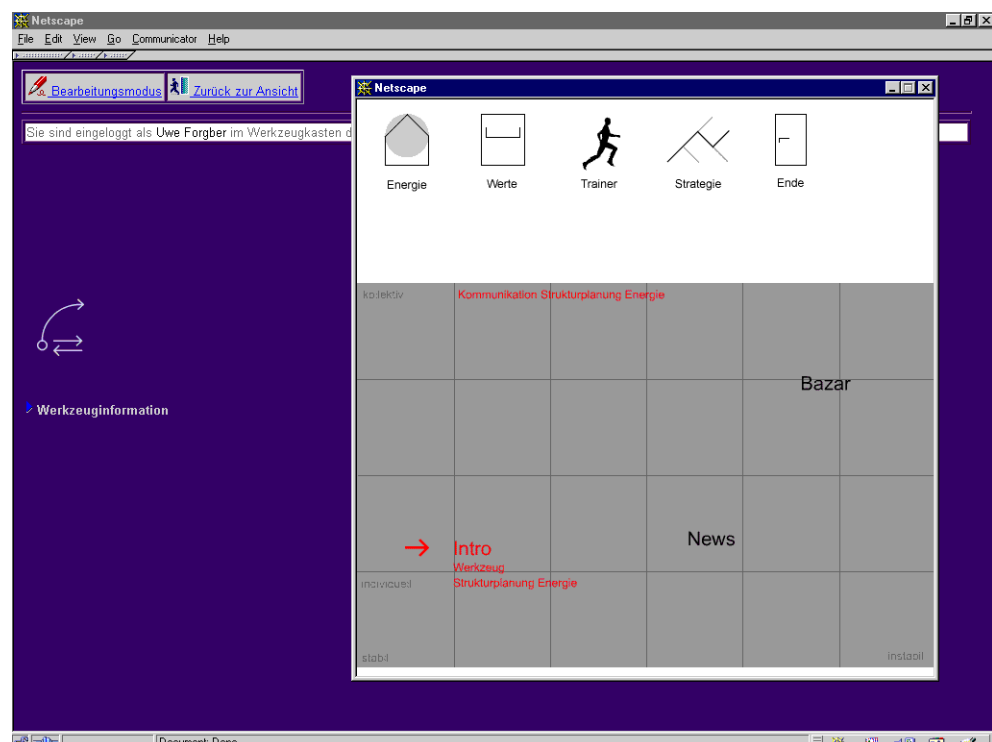 Netscape
File Edit View Go Communicator Help
Bearbeitungsmodus Zurück zur Ansicht
Sie sind eingeloggt als Uwe Forgber im Werkzeugkasten d
Werkzeuginformation
Netscape
Energie Werte Trainer Strategie Ende
kollektiv Kommunikation Strukturplanung Energie
Bazar
News
Intro
Werkzeug
individuell Strukturplanung Energie
stabil instabil
Document: Done